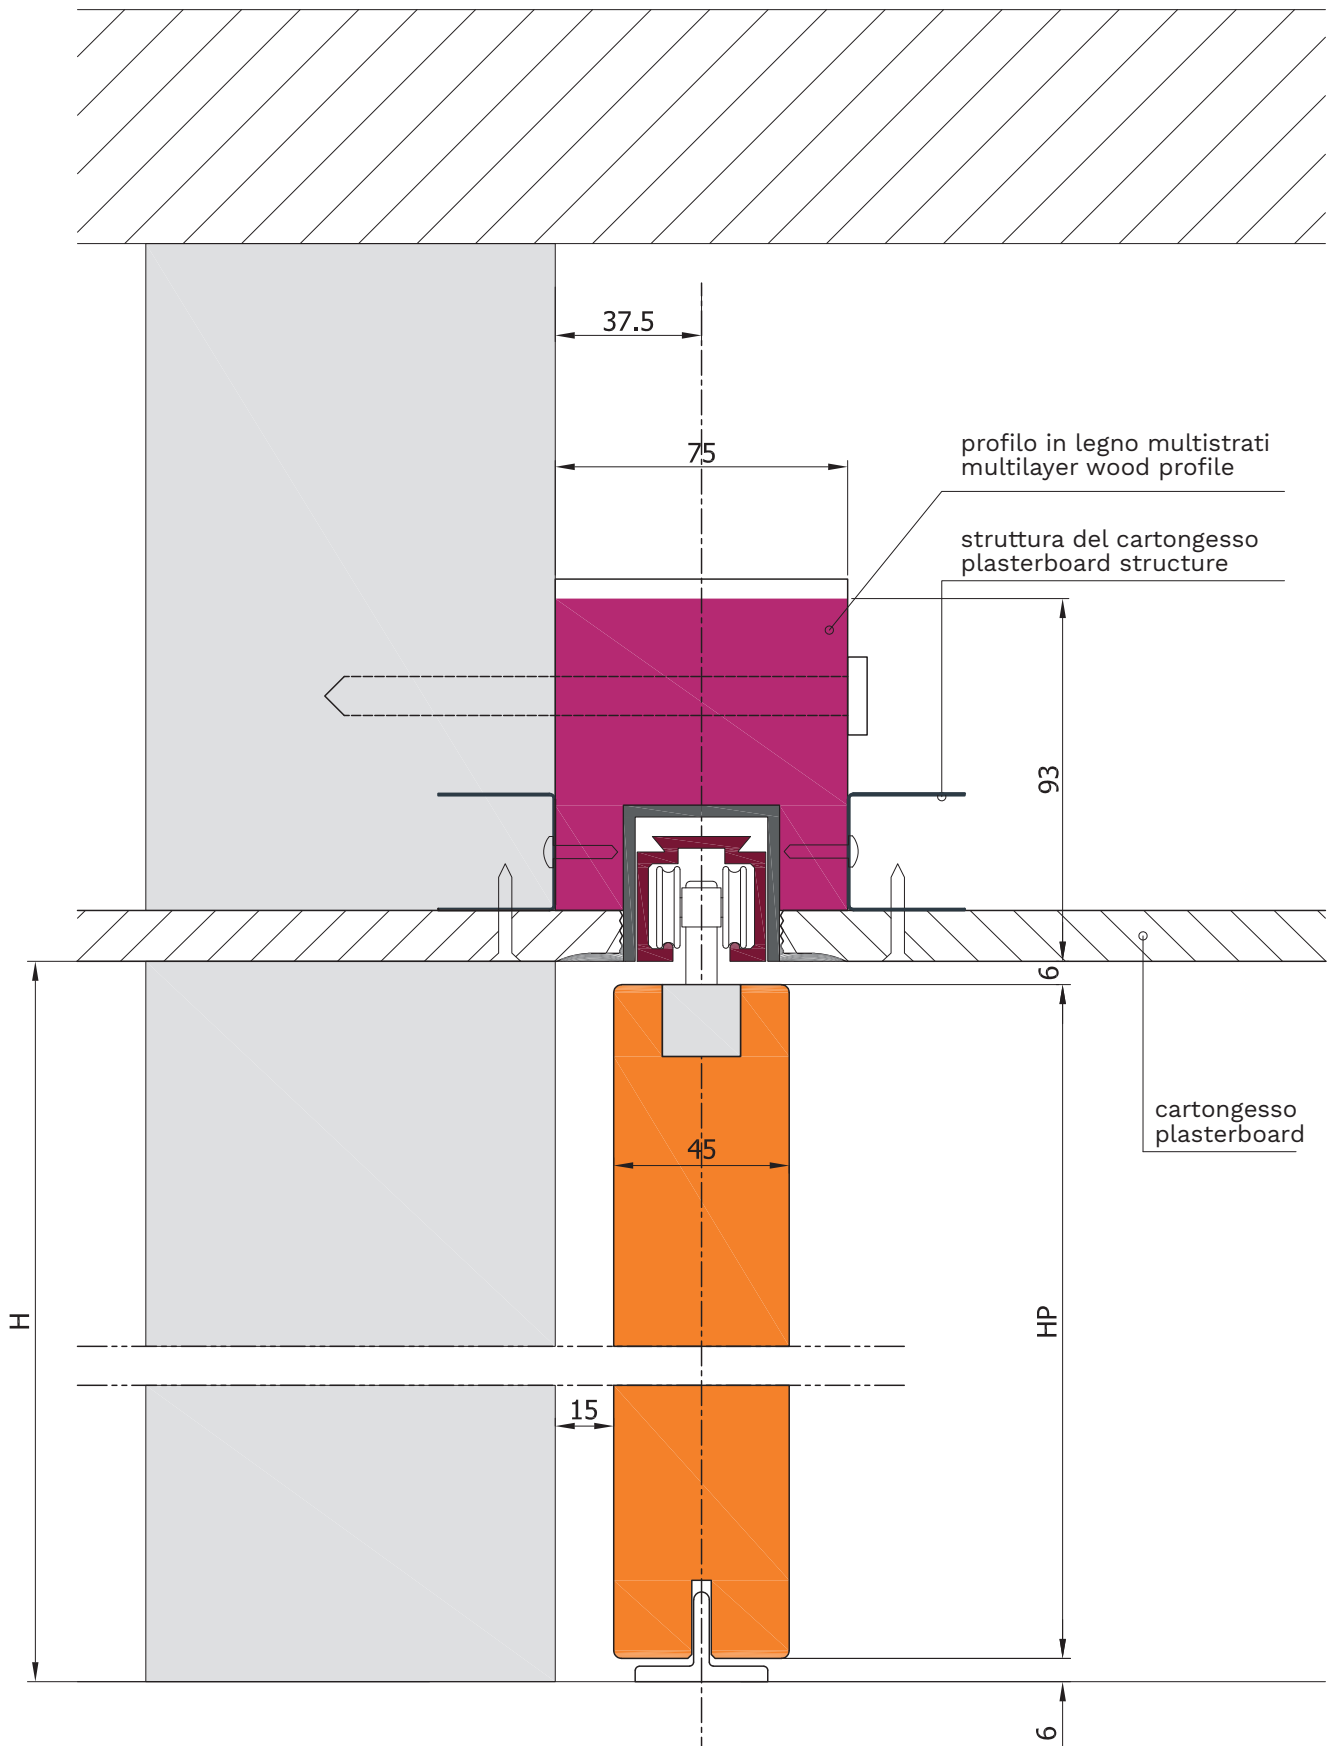 37.5
75
profilo in legno multistrati
multilayer wood profile
struttura del cartongesso
plasterboard structure
93
6
cartongesso
plasterboard
45
H
HP
15
6